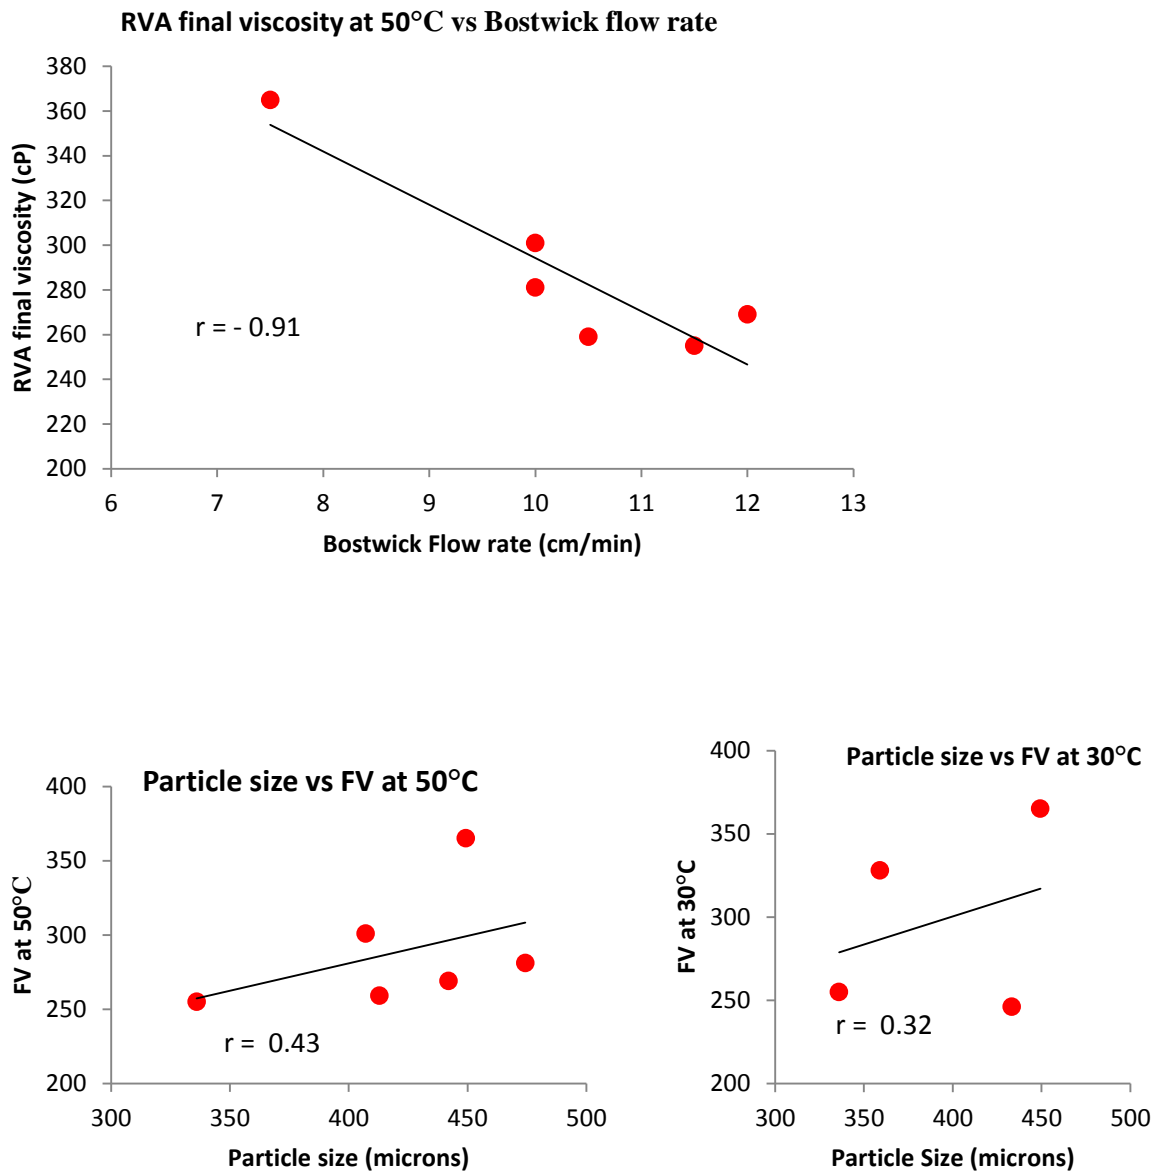 RVA final viscosity at 50°C vs Bostwick flow rate
RVA final viscosity (cP)
380
360
340
320
300
280
260
240
220
200
r = - 0.91
6 7 8 9 10 11 12 13
Bostwick Flow rate (cm/min)
Particle size vs FV at 50°C
FV at 50°C
400
350
300
250
200
r = 0.43
300 350 400 450 500
Particle size (microns)
Particle size vs FV at 30°C
FV at 30°C
400
350
300
250
200
r = 0.32
300 350 400 450 500
Particle Size (microns)